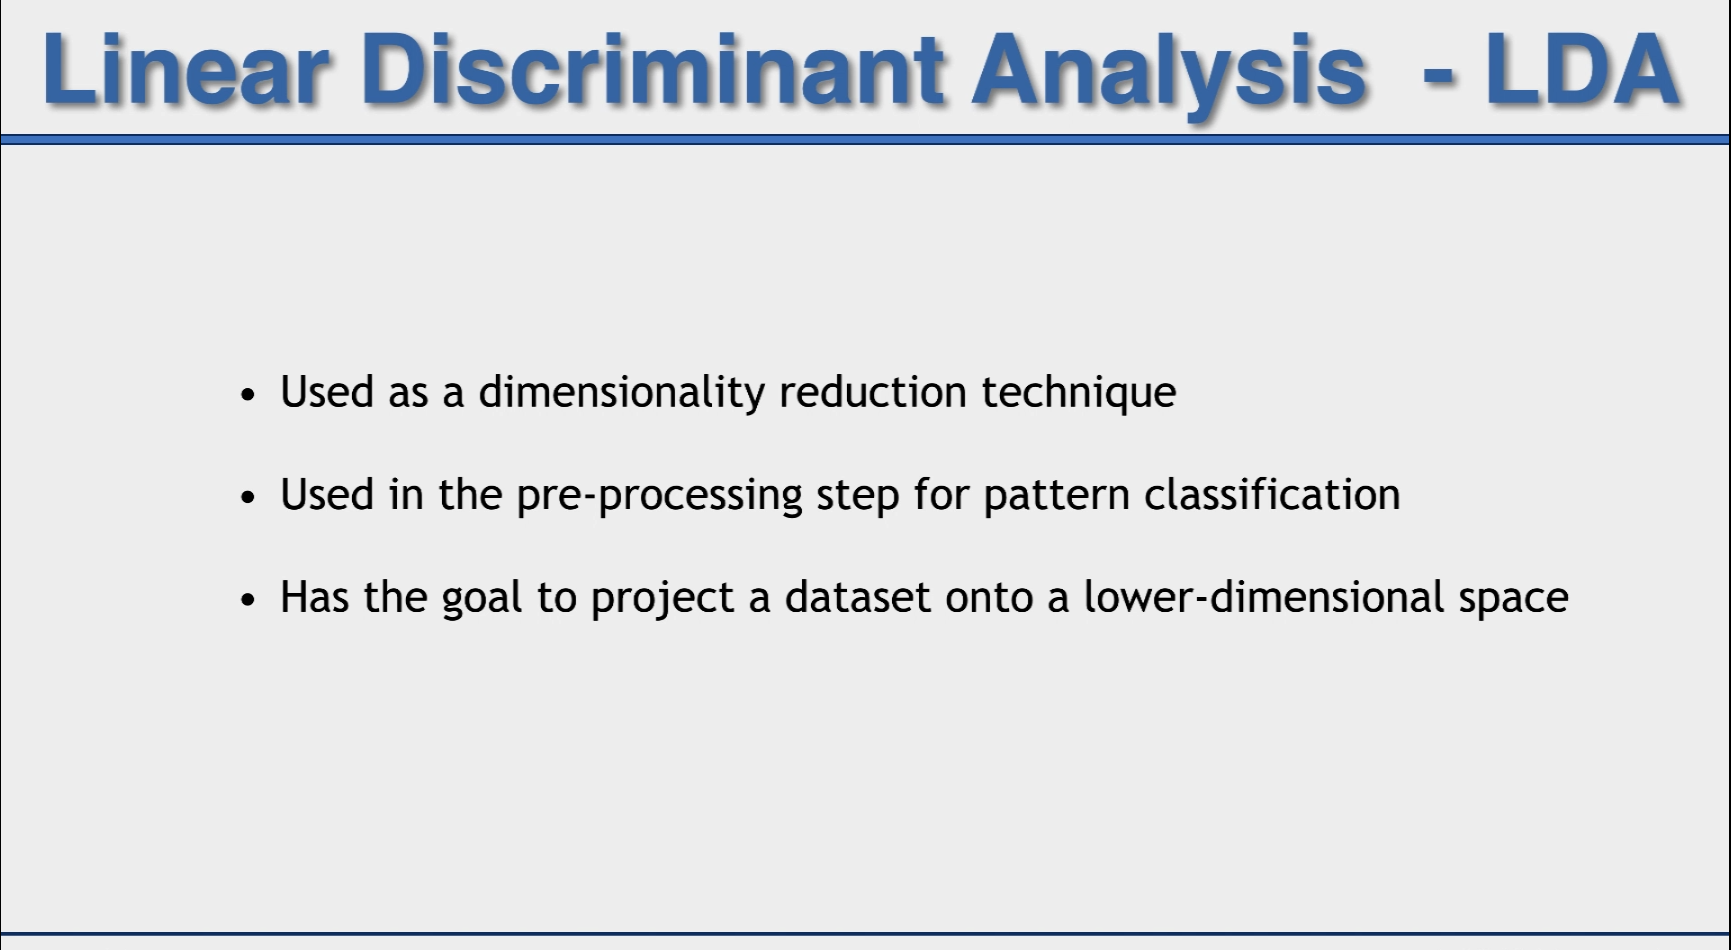 Linear Discriminant Analysis - LDA
• Used as a dimensionality reduction technique
• Used in the pre-processing step for pattern classification
• Has the goal to project a dataset onto a lower-dimensional space